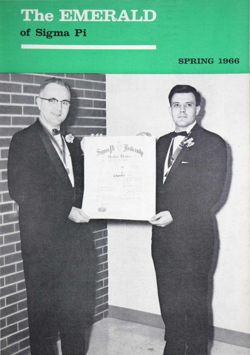 The EMERALD
of Sigma Pi
SPRING 1966
Sigma Pi Fraternity